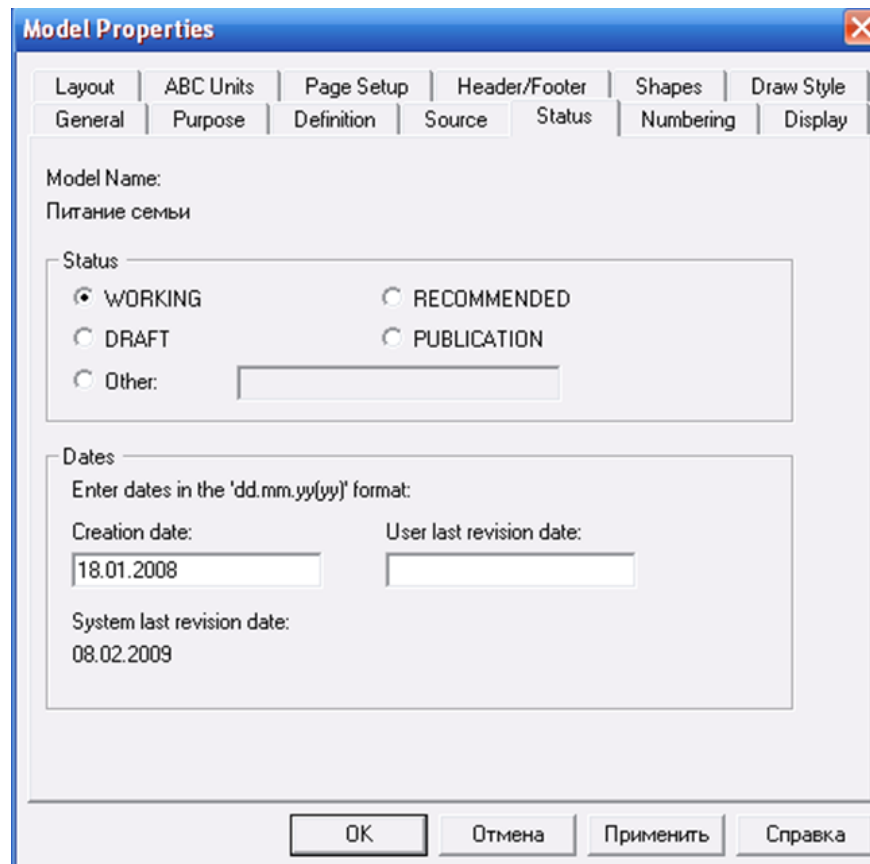 Model Properties
Layout ABC Units Page Setup Header/Footer Shapes Draw Style
General Purpose Definition Source Status Numbering Display
Model Name:
Питание семьи
Status
WORKING RECOMMENDED
DRAFT PUBLICATION
Other:
Dates
Enter dates in the 'dd.mm.yy(yy)' format:
Creation date: User last revision date:
18.01.2008
System last revision date:
08.02.2009
OK Отмена Применить Справка